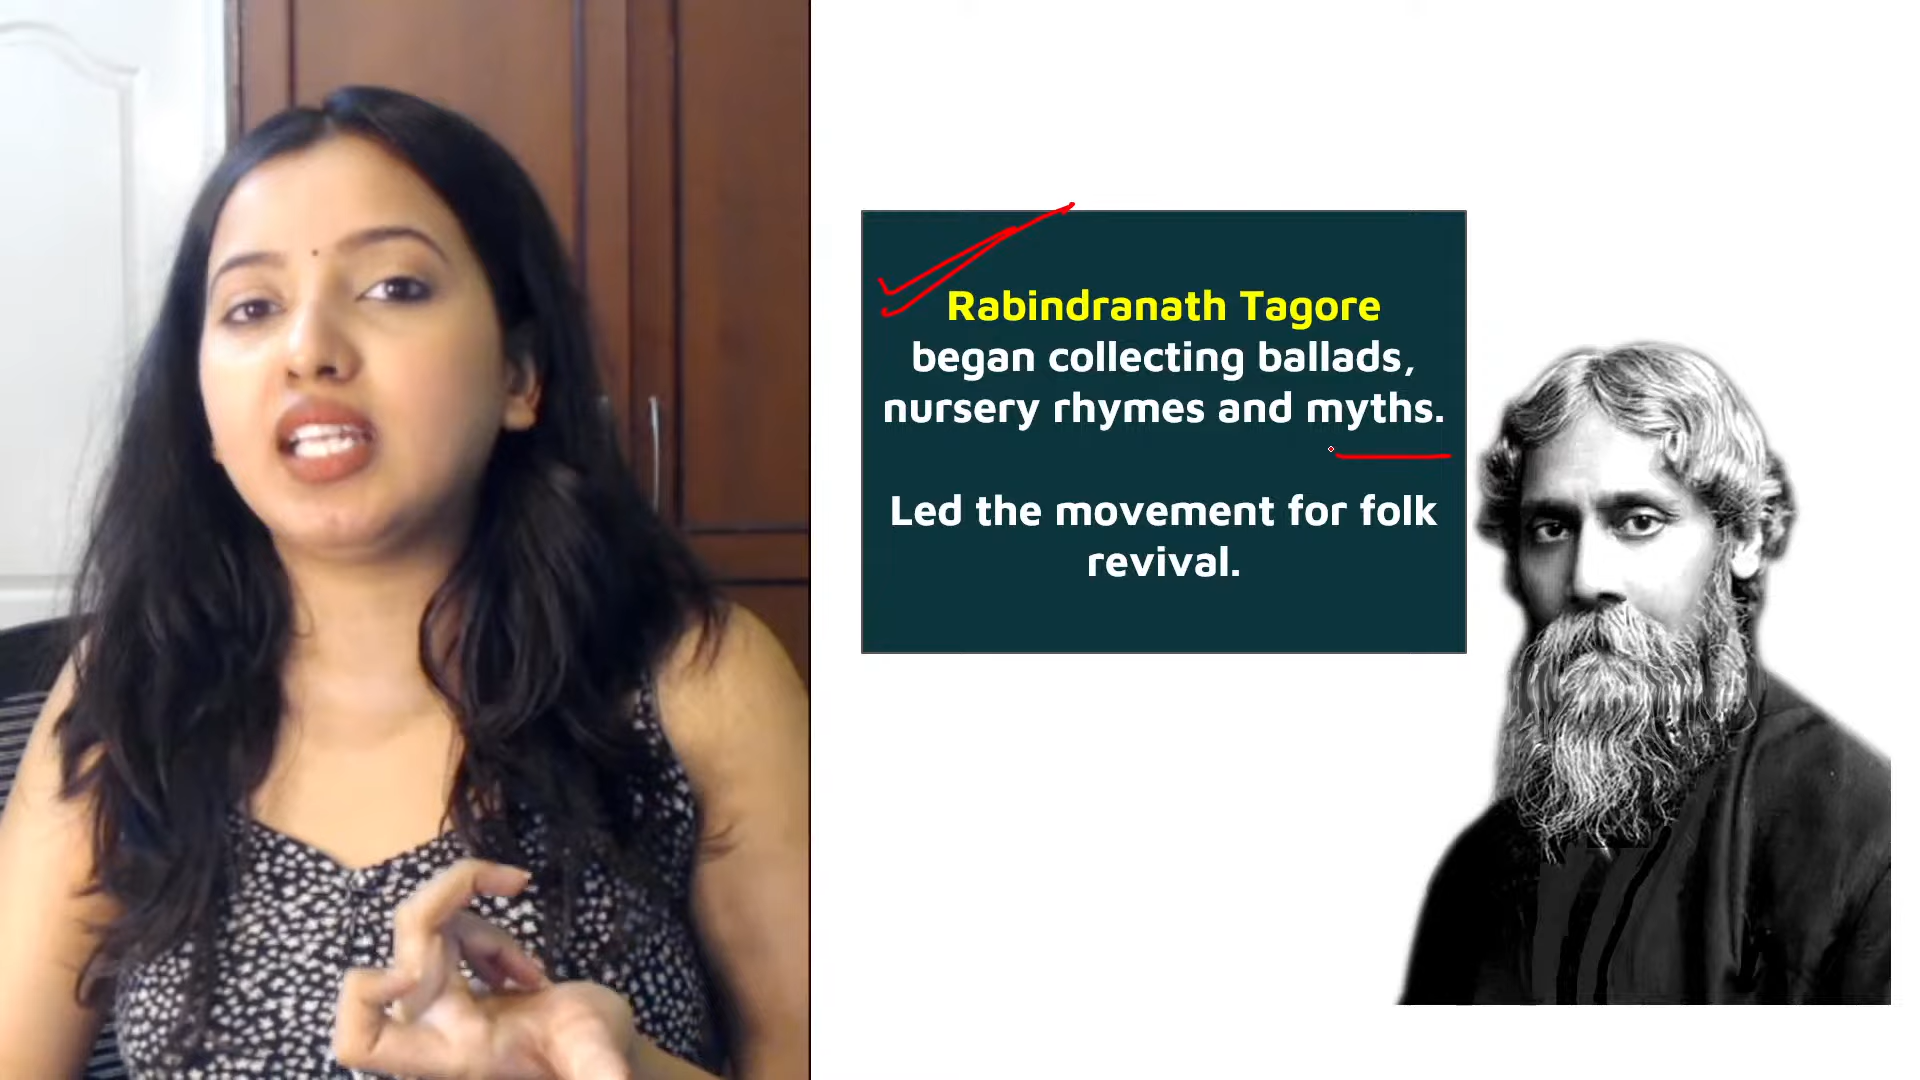 Rabindranath Tagore
began collecting ballads,
nursery rhymes and myths.
Led the movement for folk
revival.